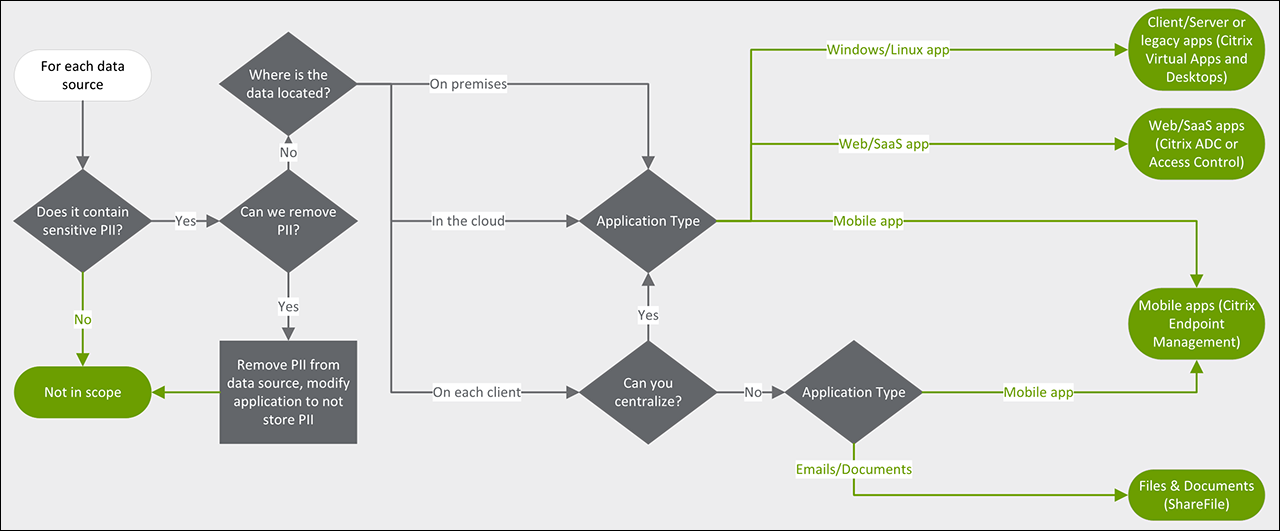 For each data
source
Does it contain
sensitive PII?
Yes
No
Not in scope
Can we remove
PII?
No
Yes
Remove PII from
data source, modify
application to not
store PII
Where is the
data located?
On premises
In the cloud
On each client
Application Type
Yes
Can you
centralize?
No
Application Type
Windows/Linux app
Web/SaaS app
Mobile app
Mobile app
Emails/Documents
Client/Server or
legacy apps (Citrix
Virtual Apps and
Desktops)
Web/SaaS apps
(Citrix ADC or
Access Control)
Mobile apps (Citrix
Endpoint
Management)
Files & Documents
(ShareFile)